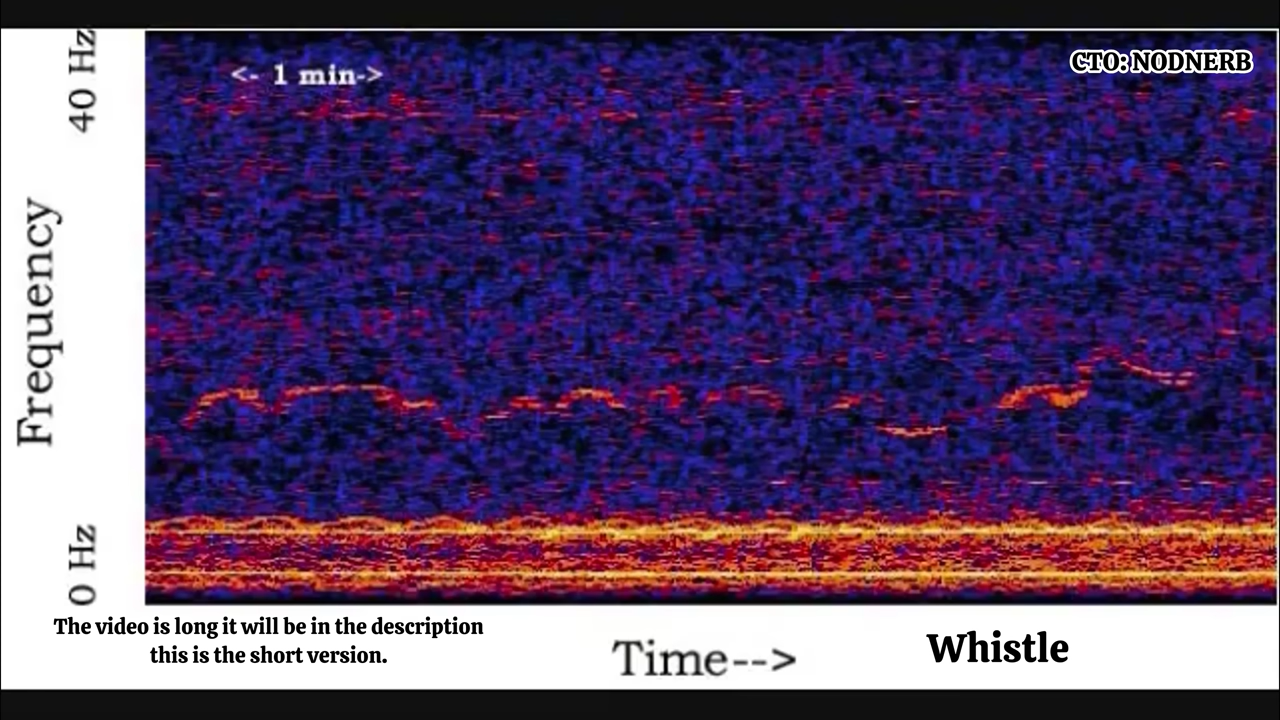 40 Hz
<- 1 min->
CTO: NODNERB
Frequency
0 Hz
The video is long it will be in the description
this is the short version.
Time-->
Whistle